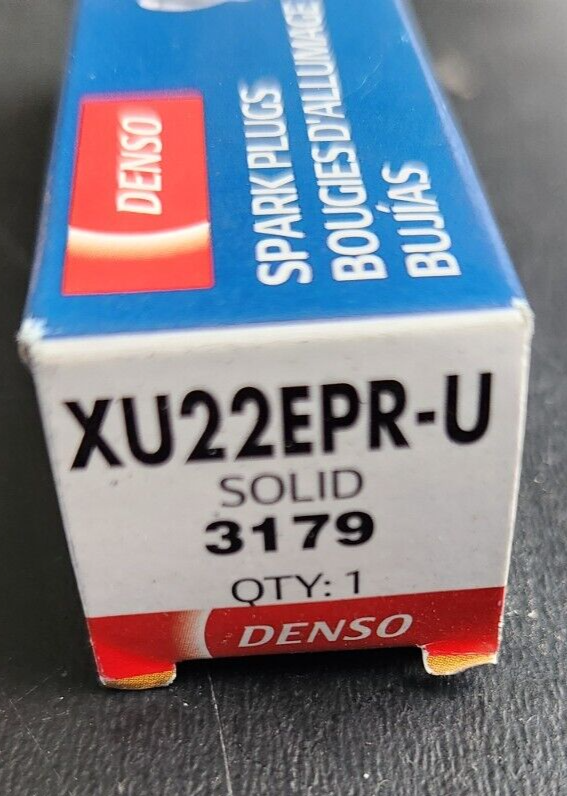 DENSO
SPARK PLUGS
BOUGIES D'ALLUMAGE
BUJÍAS
XU22EPR-U
SOLID
3179
QTY: 1
DENSO